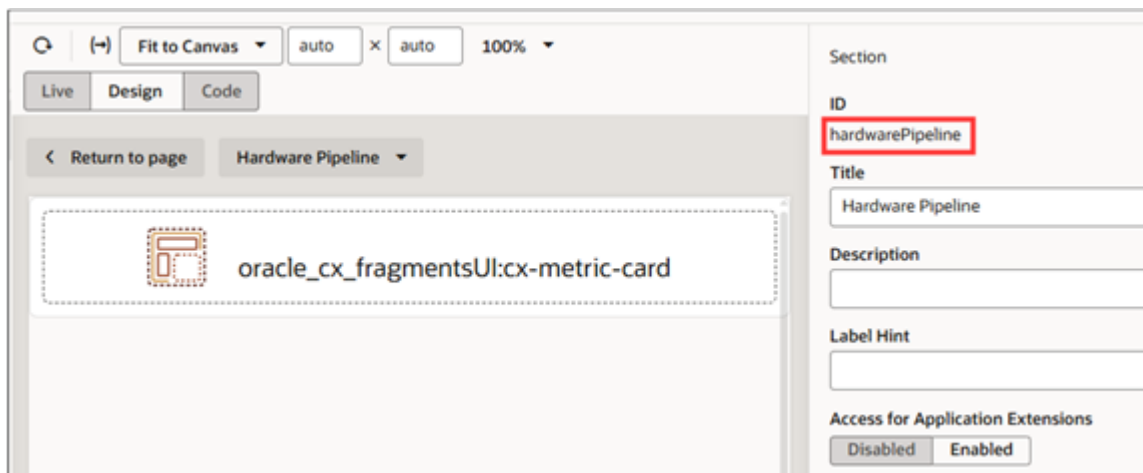 Fit to Canvas auto × auto 100%
Live Design Code
Return to page Hardware Pipeline
oracle_cx_fragmentsUI:cx-metric-card
Section
ID
hardwarePipeline
Title
Hardware Pipeline
Description
Label Hint
Access for Application Extensions
Disabled Enabled